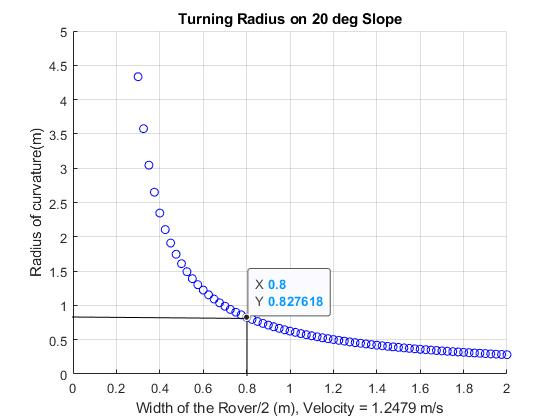 Turning Radius on 20 deg Slope
5
4.5
4
3.5
3
2.5
2
1.5
1
0.5
0
Radius of curvature(m)
X 0.8
Y 0.827618
0 0.2 0.4 0.6 0.8 1 1.2 1.4 1.6 1.8 2
Width of the Rover/2 (m), Velocity = 1.2479 m/s